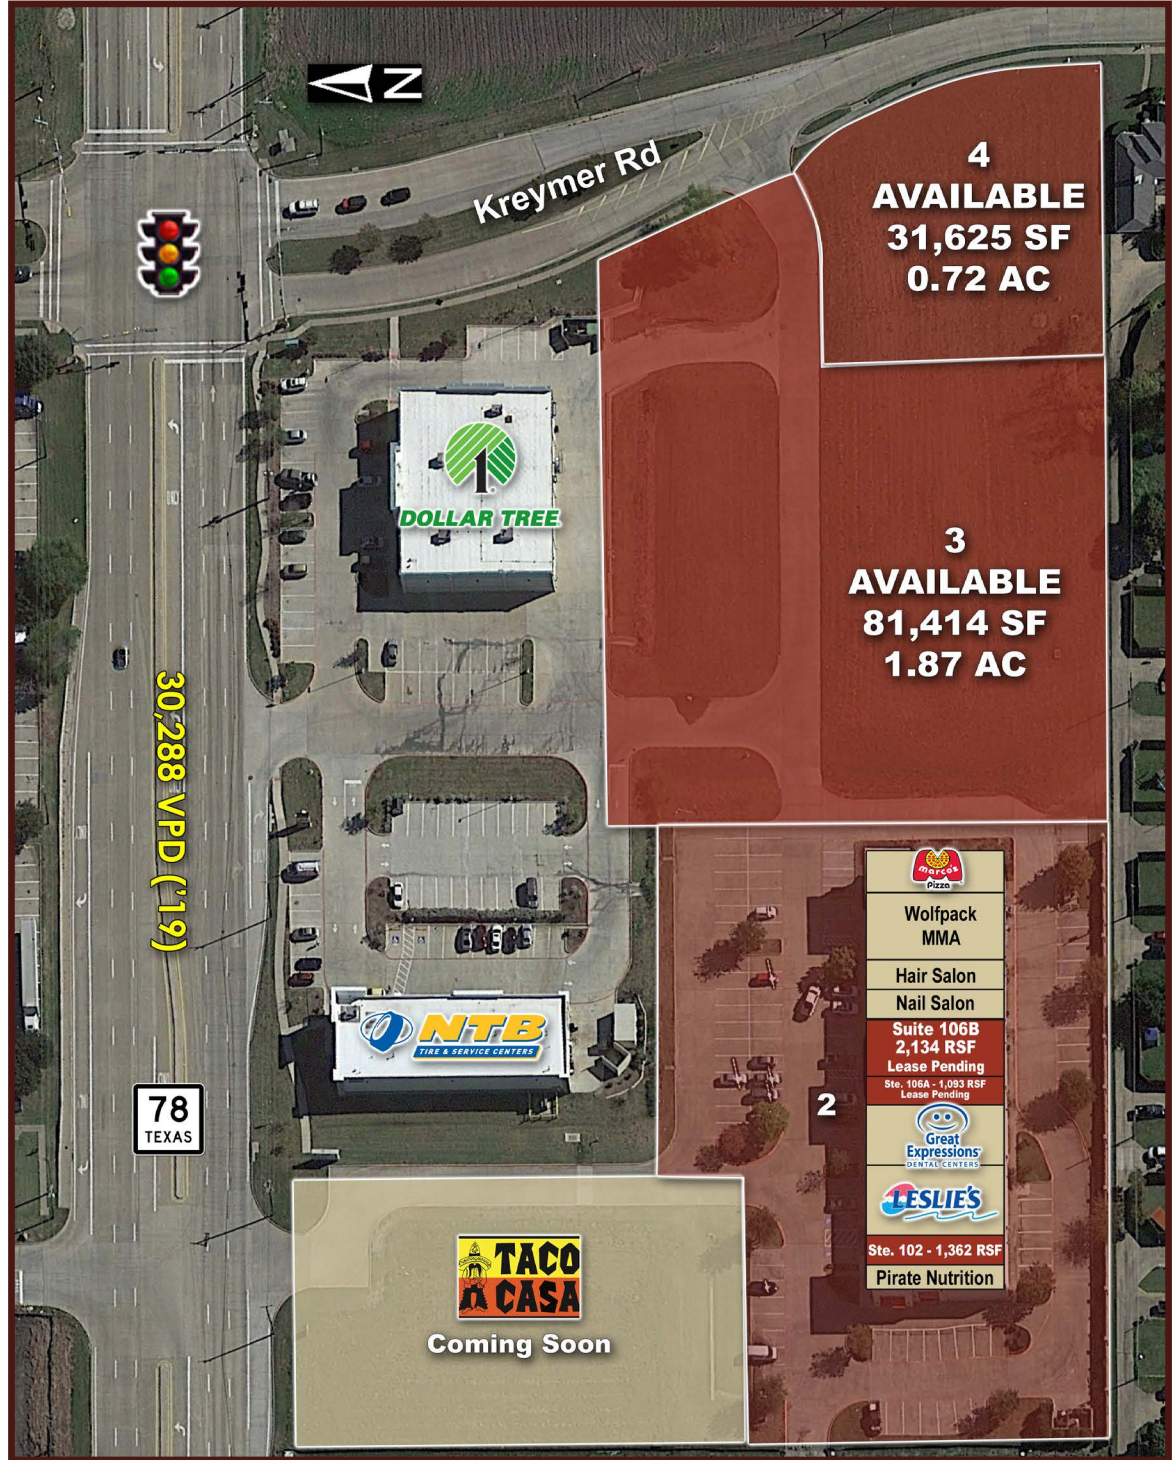 N
Kreymer Rd
4
AVAILABLE
31,625 SF
0.72 AC
DOLLAR TREE
3
AVAILABLE
81,414 SF
1.87 AC
30,288 VPD ('19)
Marco's
Pizza
Wolfpack
MMA
Hair Salon
Nail Salon
Suite 106B
2,134 RSF
Lease Pending
Ste. 106A - 1,093 RSF
Lease Pending
Great
Expressions
DENTAL CENTERS
LESLIE'S
Ste. 102 - 1,362 RSF
Pirate Nutrition
2
NTB
TIRE & SERVICE CENTERS
78
TEXAS
TACO
CASA
Coming Soon